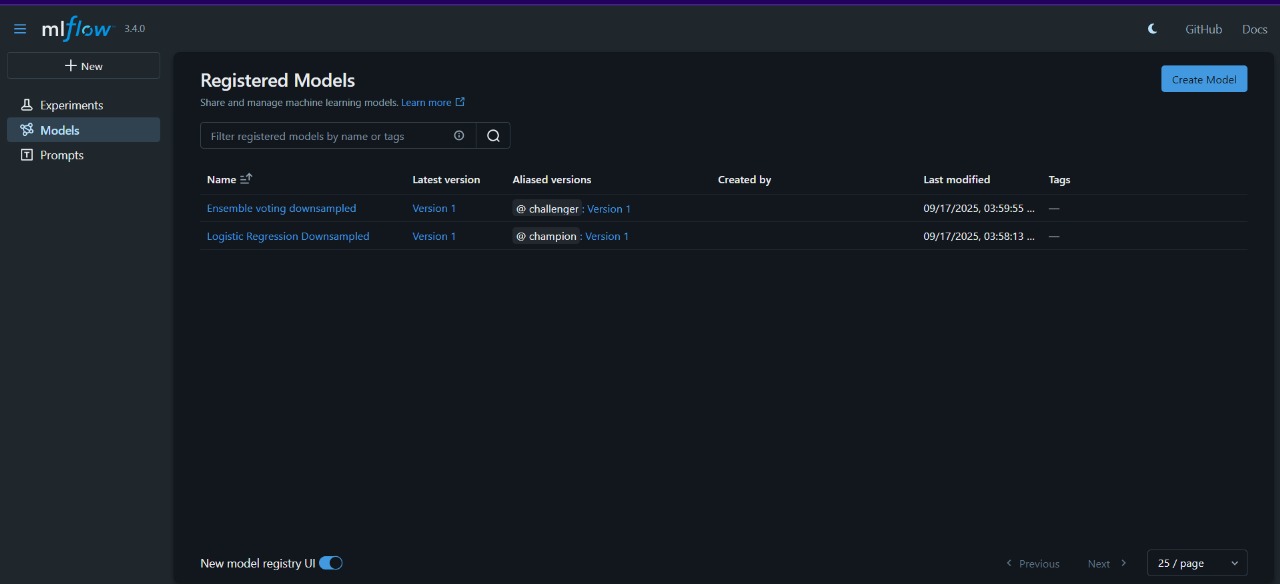 mlflow 3.4.0 GitHub Docs
New
Experiments
Models
Prompts
Registered Models
Create Model
Share and manage machine learning models. Learn more
Filter registered models by name or tags
Name Latest version Aliased versions Created by Last modified Tags
Ensemble voting downsampled Version 1 @ challenger : Version 1 09/17/2025, 03:59:55 ... —
Logistic Regression Downsampled Version 1 @ champion : Version 1 09/17/2025, 03:58:13 ... —
New model registry UI Previous Next 25 / page